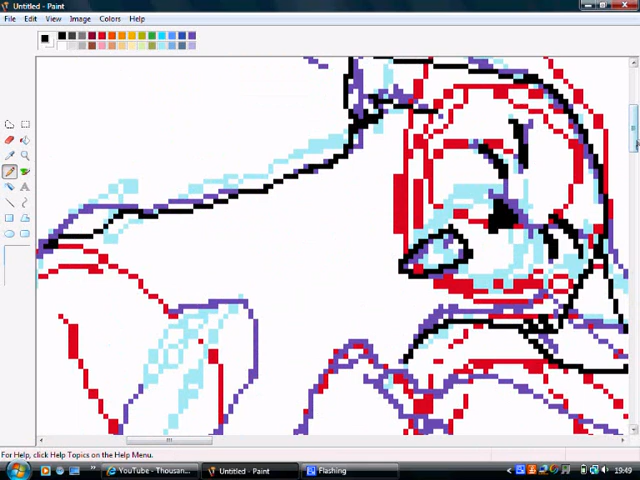 Untitled - Paint
File Edit View Image Colors Help
For Help, click Help Topics on the Help Menu.
YouTube - Thousan...
Untitled - Paint
Flashing
19:49